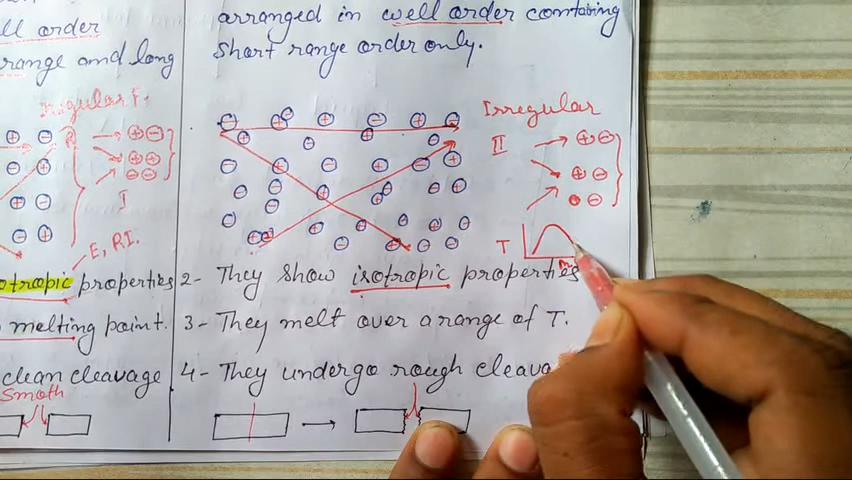 ll order
range and long
Irregular F.
R
I
E, RI.
otropic properties
melting point.
clean cleavage
Smoth
arranged in well order comtaining
Short range order only.
Irregular
II
T
2- They show isotropic properties
3- They melt over a range of T.
4- They undergo rough cleava